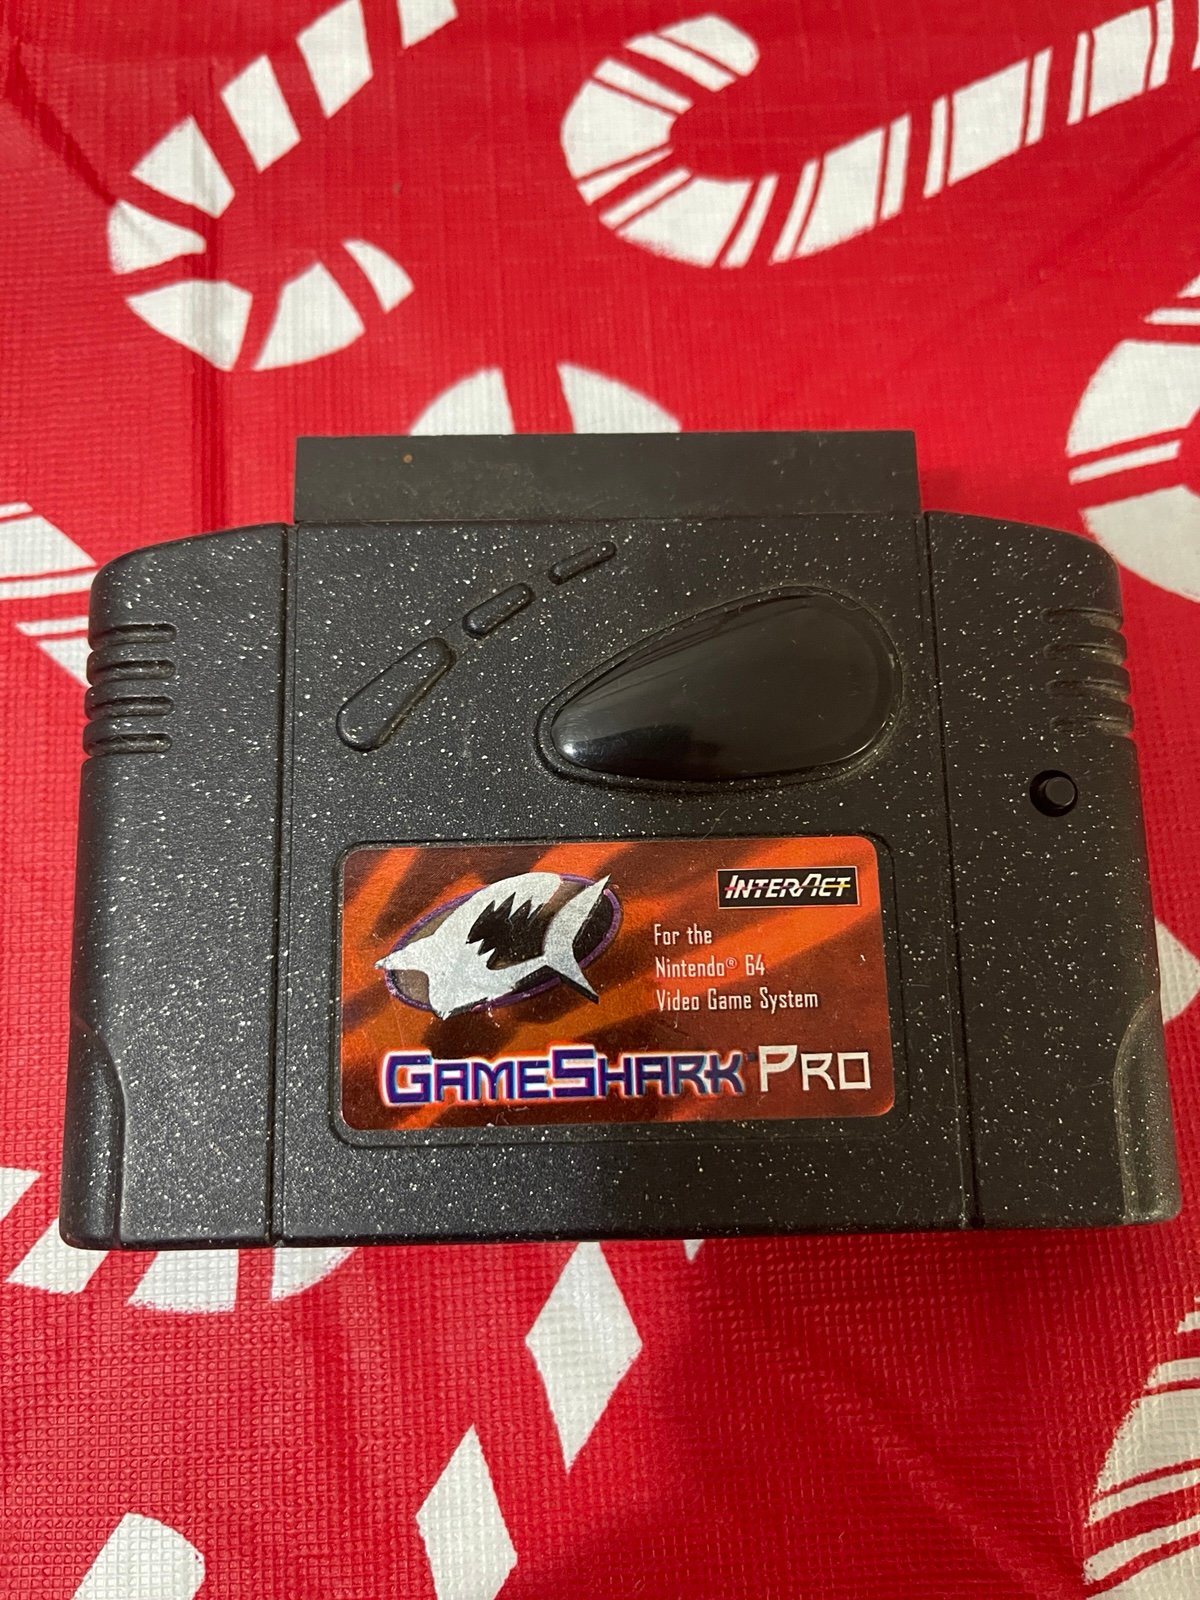 InterAct
For the
Nintendo® 64
Video Game System
GameShark™ Pro